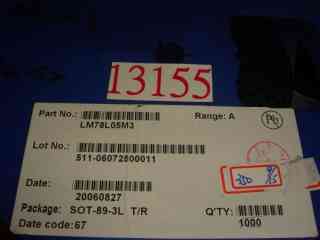 13155
Part No.: Range: A
LM78L05M3
Lot No.:
511-06072800011
Date:
20060827
Package: SOT-89-3L T/R Q'TY:
1000
Date code:67